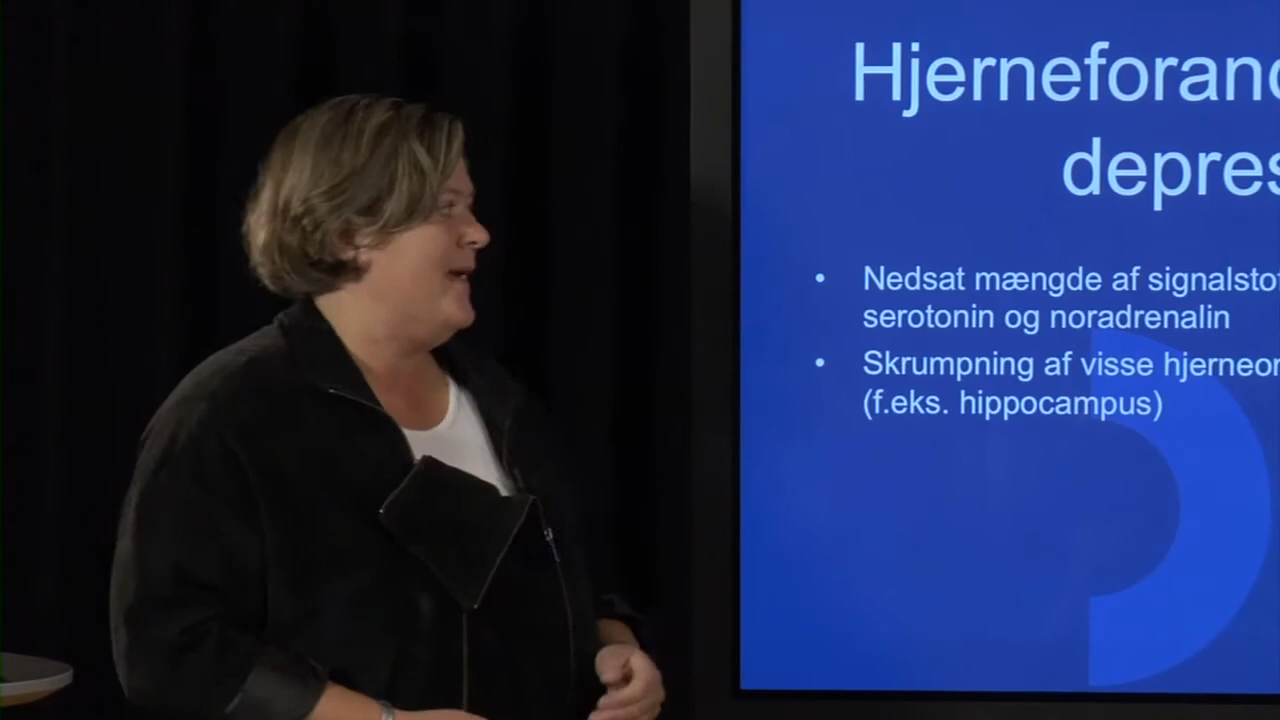 Hjerneforand
depres
• Nedsat mængde af signalstof
serotonin og noradrenalin
• Skrumpning af visse hjerneor
(f.eks. hippocampus)